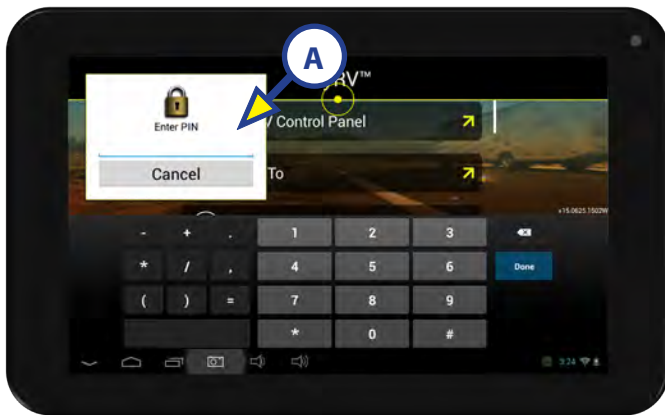 A
RV™
Enter PIN
/ Control Panel
Cancel
To
v15.0625.1502W
- + . 1 2 3
* / , 4 5 6 Done
( ) = 7 8 9
* 0 #
3:24